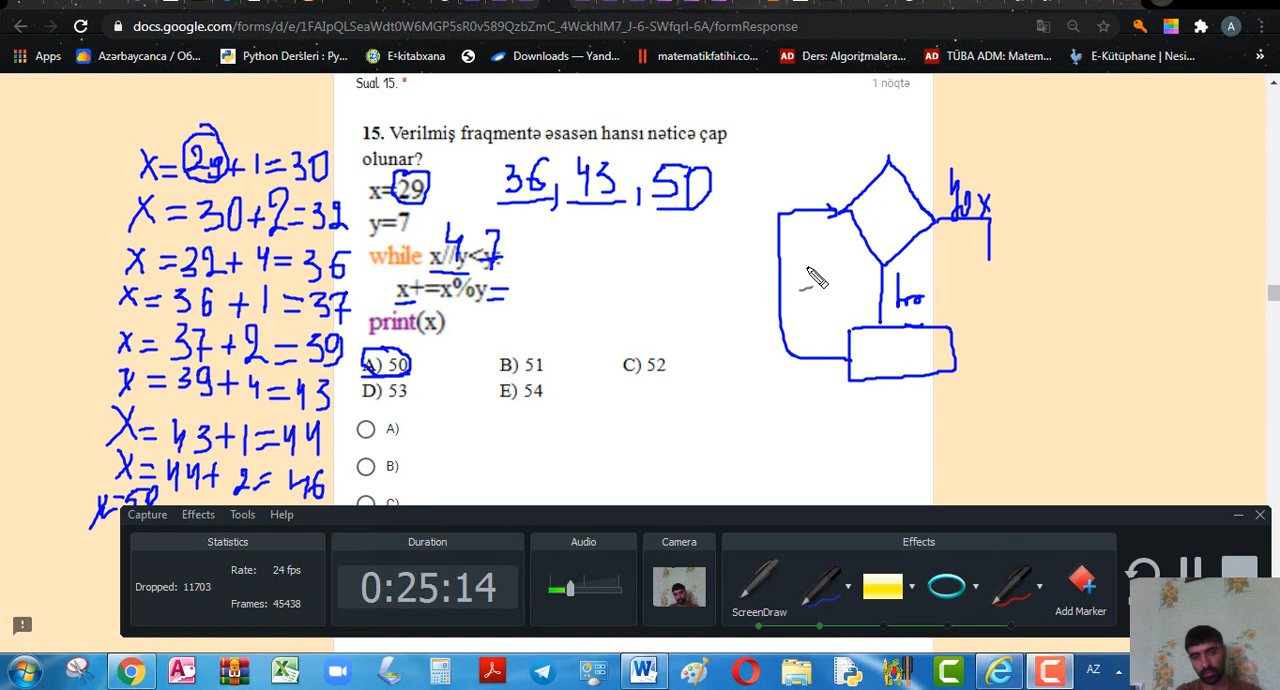 docs.google.com/forms/d/e/1FAIpQLSeaWdt0W6MGP5sR0v589QzbZmC_4WckhlM7_J-6-SWfqrI-6A/formResponse
A
Apps Azərbaycanca / Об... Python Dersleri : Py... E-kitabxana Downloads — Yand... matematikfatihi.co... AD Ders: Algoritmalara... AD TÜBA ADM: Matem... E-Kütüphane | Nesi... »
Sual 15. *
1 nöqtə
15. Verilmiş fraqmentə əsasən hansı nəticə çap
olunar?
x=29
y=7
while x//y<y:
x+=x%y
print(x)
A) 50 B) 51 C) 52
D) 53 E) 54
A)
B)
36, 43, 50
4 7
x=29+1=30
x=30+2=32
x=32+4=36
x=36+1=37
x=37+2=39
x=39+4=43
x=43+1=44
x=44+2=46
x=50
Capture Effects Tools Help
Statistics
Dropped: 11703
Rate: 24 fps
Frames: 45438
Duration
0:25:14
Audio
Camera
Effects
ScreenDraw
Add Marker
AZ